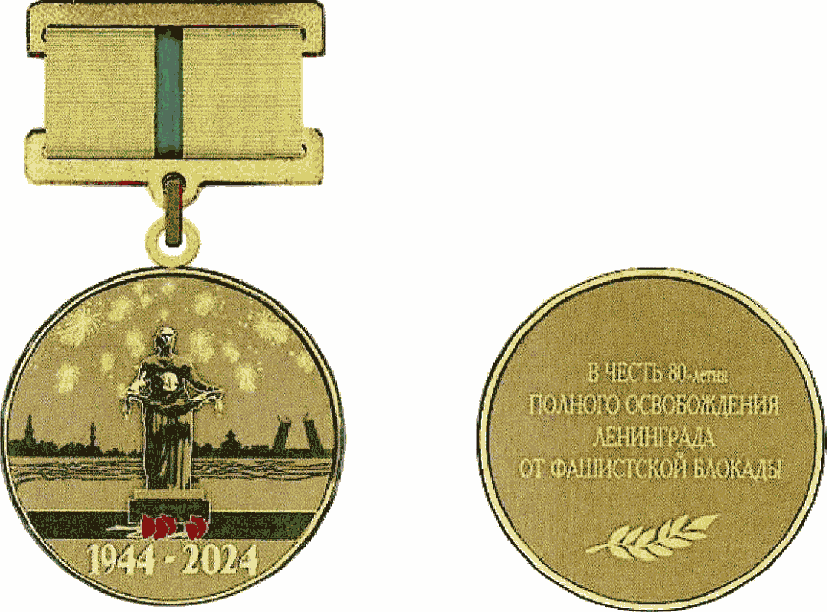 1944 - 2024
В ЧЕСТЬ 80-летия
ПОЛНОГО ОСВОБОЖДЕНИЯ
ЛЕНИНГРАДА
ОТ ФАШИСТСКОЙ БЛОКАДЫ